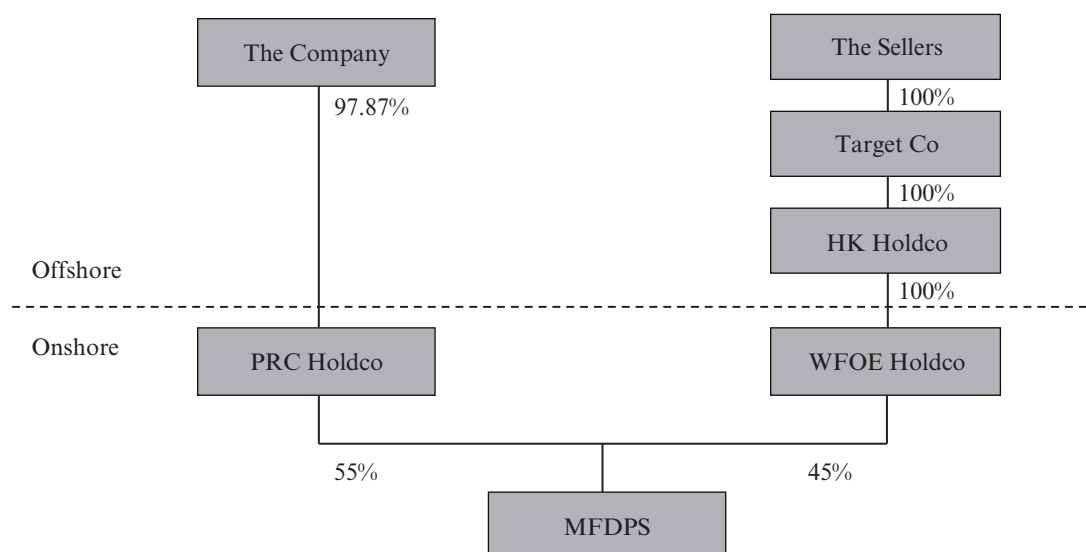 The Company
The Sellers
97.87%
100%
Target Co
100%
HK Holdco
Offshore
100%
Onshore
PRC Holdco
WFOE Holdco
55%
45%
MFDPS